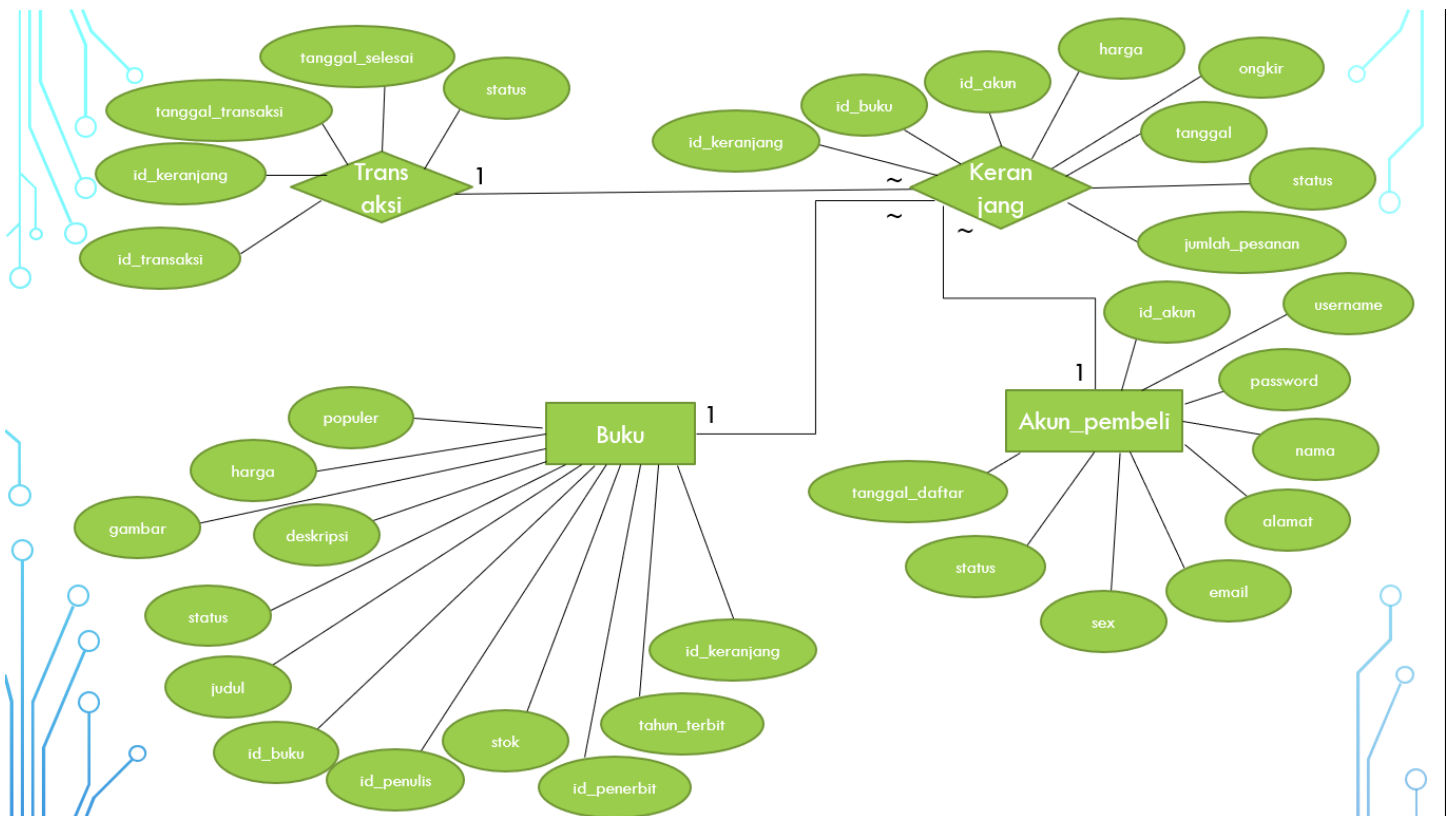 tanggal_selesai
status
tanggal_transaksi
id_keranjang
id_transaksi
Trans
aksi
1
harga
id_akun
ongkir
id_buku
tanggal
id_keranjang
status
jumlah_pesanan
Keran
jang
~
~
~
id_akun
username
password
nama
alamat
email
sex
status
tanggal_daftar
1
Akun_pembeli
populer
harga
gambar
deskripsi
status
judul
id_buku
id_penulis
stok
id_penerbit
tahun_terbit
id_keranjang
Buku
1